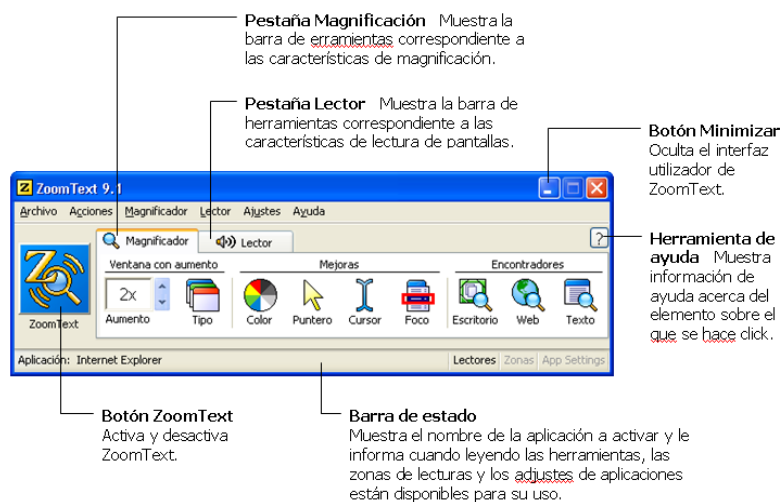 Pestaña Magnificación Muestra la
barra de erramientas correspondiente a
las características de magnificación.
Pestaña Lector Muestra la barra de
herramientas correspondiente a las
características de lectura de pantallas.
Botón Minimizar
Oculta el interfaz
utilizador de
ZoomText.
ZoomText 9.1
Archivo Acciones Magnificador Lector Ajustes Ayuda
Magnificador Lector
?
Herramienta de
ayuda Muestra
información de
ayuda acerca del
elemento sobre el
que se hace click.
Ventana con aumento Mejoras Encontradores
2x
ZoomText Aumento Tipo Color Puntero Cursor Foco Escritorio Web Texto
Aplicación: Internet Explorer Lectores Zonas App Settings
Botón ZoomText
Activa y desactiva
ZoomText.
Barra de estado
Muestra el nombre de la aplicación a activar y le
informa cuando leyendo las herramientas, las
zonas de lecturas y los adjustes de aplicaciones
están disponibles para su uso.